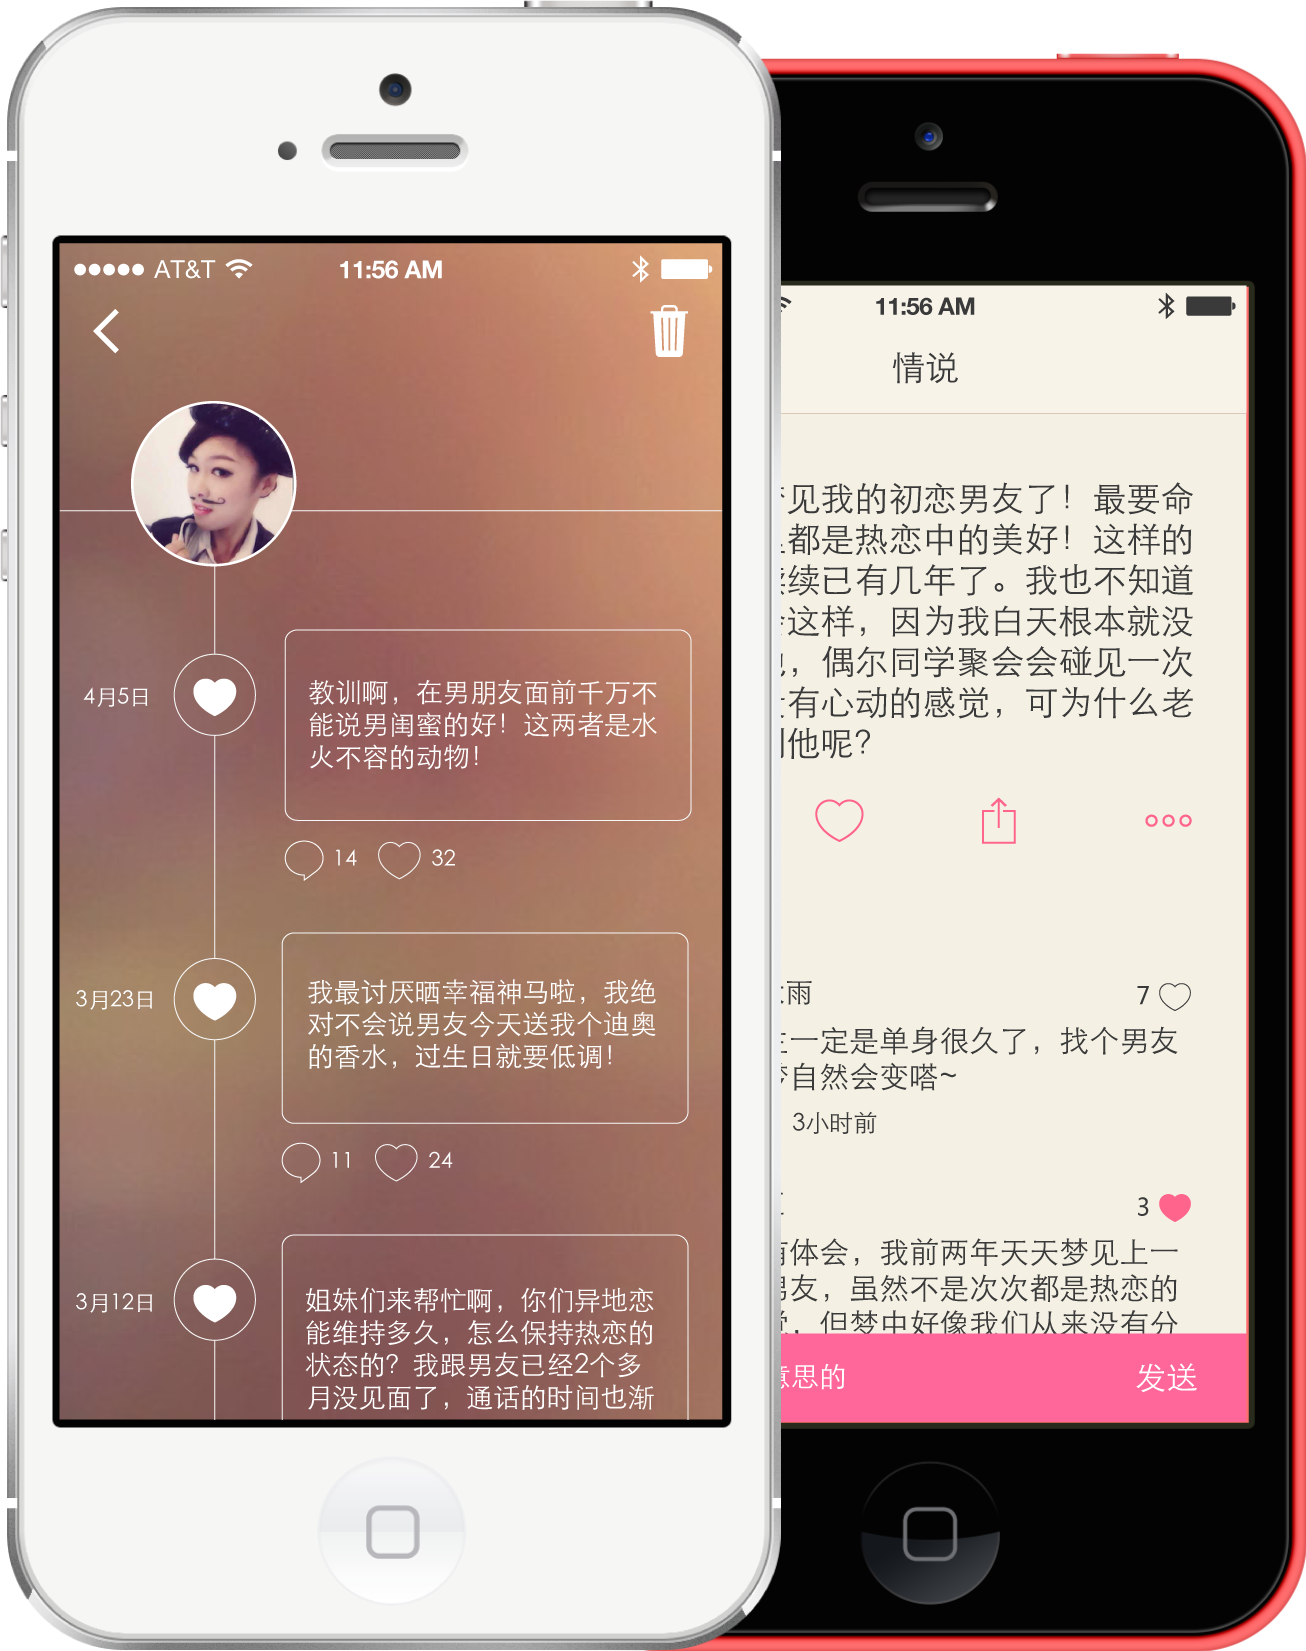 AT&T
11:56 AM
4月5日
教训啊，在男朋友面前千万不
能说男闺蜜的好！这两者是水
火不容的动物！
14
32
3月23日
我最讨厌晒幸福神马啦，我绝
对不会说男友今天送我个迪奥
的香水，过生日就要低调！
11
24
3月12日
姐妹们来帮忙啊，你们异地恋
能维持多久，怎么保持热恋的
状态的？我跟男友已经2个多
月没见面了，通话的时间也渐
11:56 AM
情说
见我的初恋男友了！最要命
都是热恋中的美好！这样的
续已有几年了。我也不知道
这样，因为我白天根本就没
，偶尔同学聚会会碰见一次
有心动的感觉，可为什么老
他呢？
雨
7
一定是单身很久了，找个男友
自然会变嗒~
3小时前
3
体会，我前两年天天梦见上一
男友，虽然不是次次都是热恋的
，但梦中好像我们从来没有分
意思的
发送